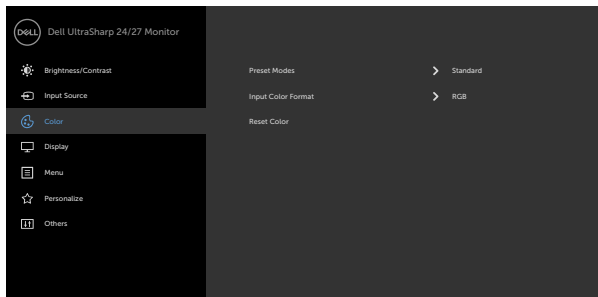 DELL Dell UltraSharp 24/27 Monitor
Brightness/Contrast
Input Source
Color
Display
Menu
Personalize
Others
Preset Modes Standard
Input Color Format RGB
Reset Color